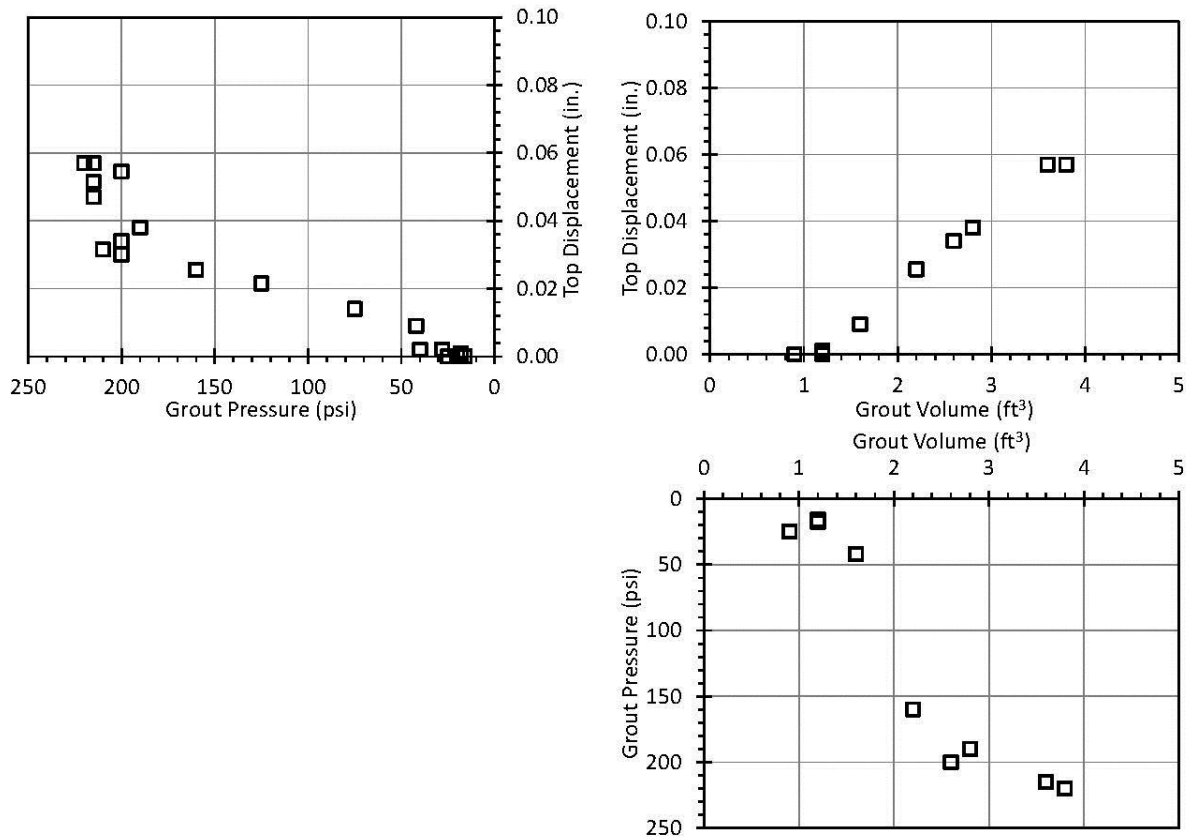 0.10
0.08
0.06
0.04
0.02
0.00
Top Displacement (in.)
250 200 150 100 50 0
Grout Pressure (psi)
0.10
0.08
0.06
0.04
0.02
0.00
Top Displacement (in.)
0 1 2 3 4 5
Grout Volume (ft³)
Grout Volume (ft³)
0 1 2 3 4 5
0
50
100
150
200
250
Grout Pressure (psi)